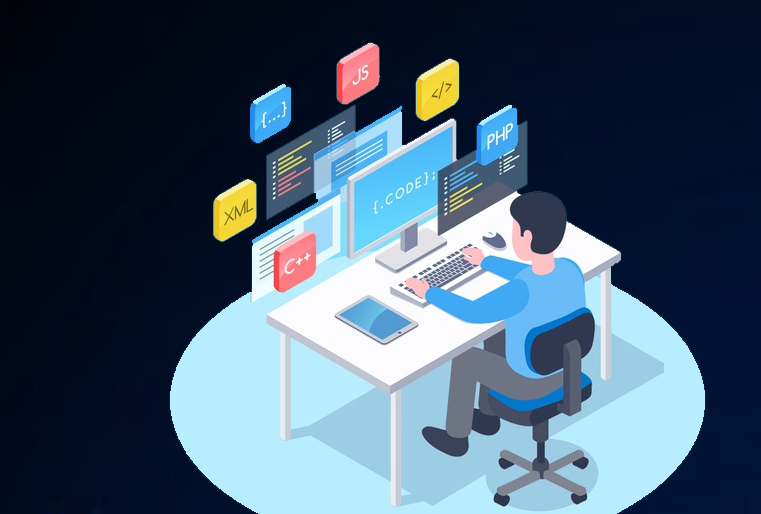 JS
</>
{...}
PHP
{.CODE};
XML
C++